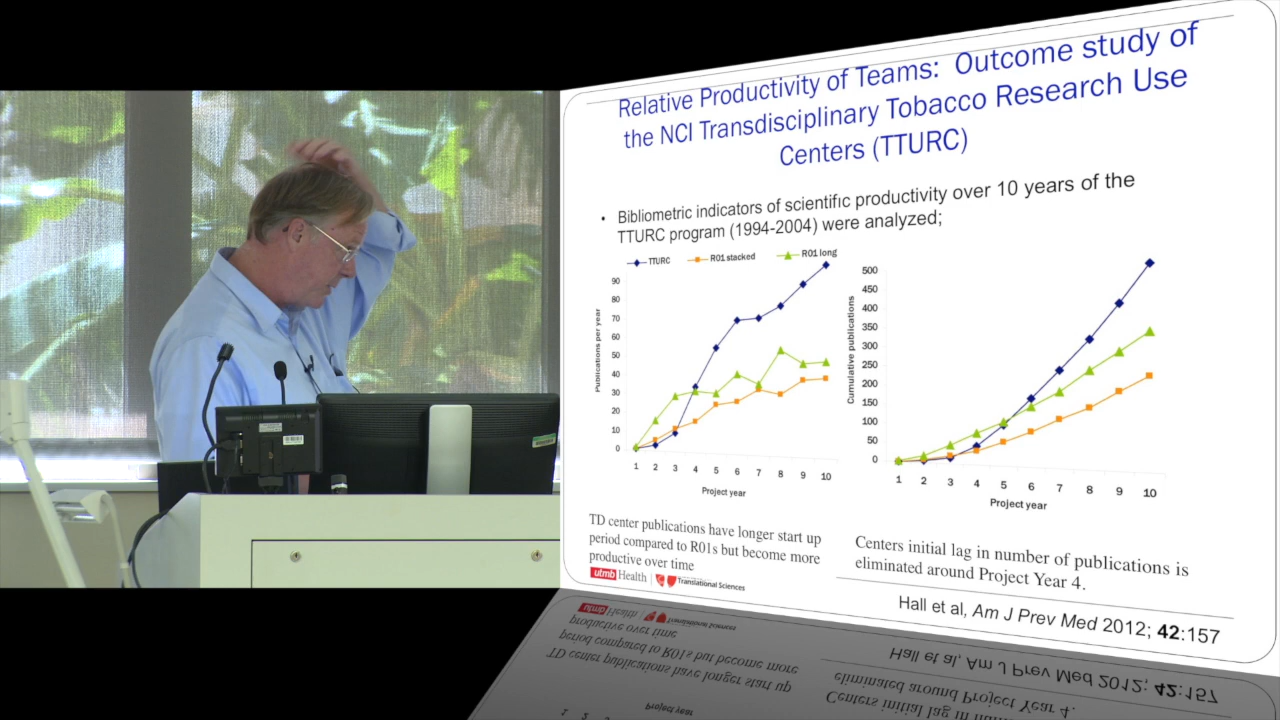 Relative Productivity of Teams: Outcome study of
the NCI Transdisciplinary Tobacco Research Use
Centers (TTURC)
• Bibliometric indicators of scientific productivity over 10 years of the
TTURC program (1994-2004) were analyzed;
TTURC R01 stacked R01 long
Publications per year
90
80
70
60
50
40
30
20
10
0
1 2 3 4 5 6 7 8 9 10
Project year
Cumulative publications
500
450
400
350
300
250
200
150
100
50
0
1 2 3 4 5 6 7 8 9 10
Project year
TD center publications have longer start up
period compared to R01s but become more
productive over time
Centers initial lag in number of publications is
eliminated around Project Year 4.
utmb Health | Translational Sciences
Hall et al, Am J Prev Med 2012; 42:157